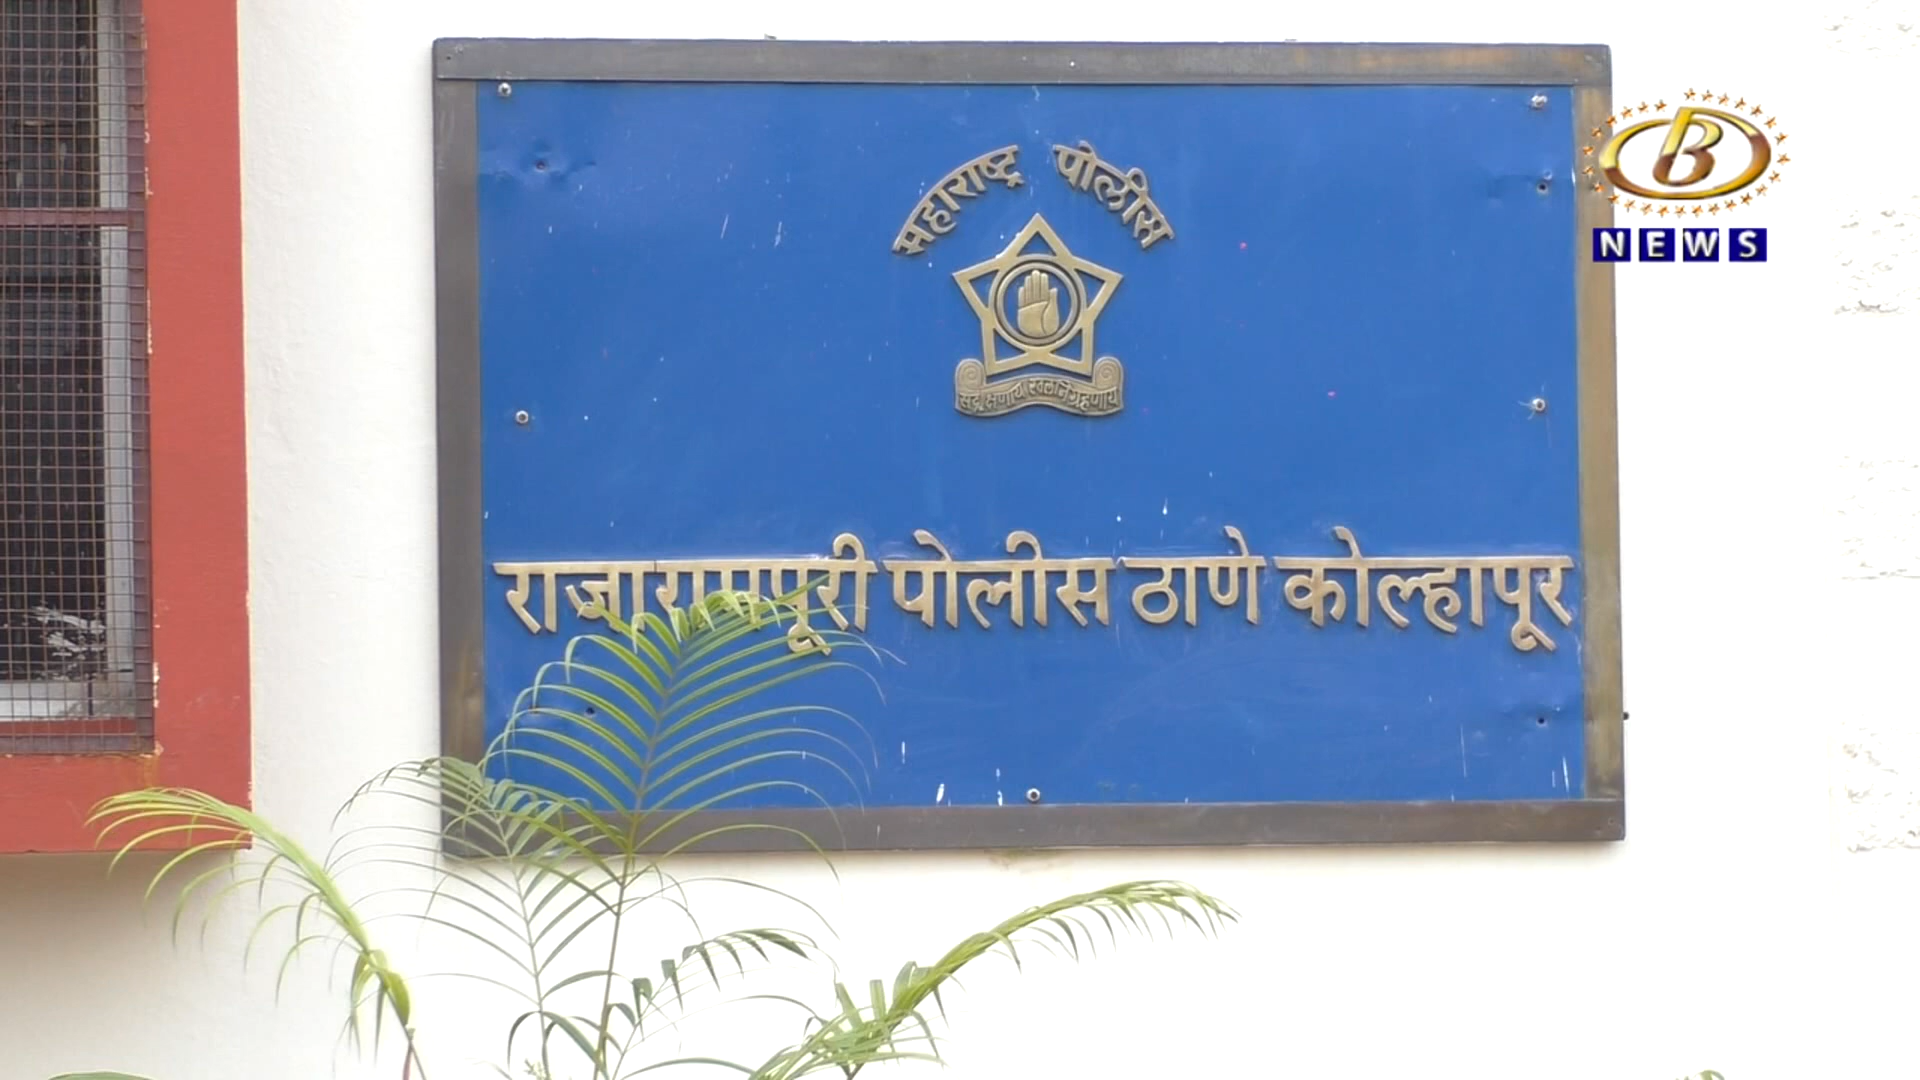 महाराष्ट्र पोलीस
सद्रक्षणाय खलनिग्रहणाय
राजारामपूरी पोलीस ठाणे कोल्हापूर
B
NEWS